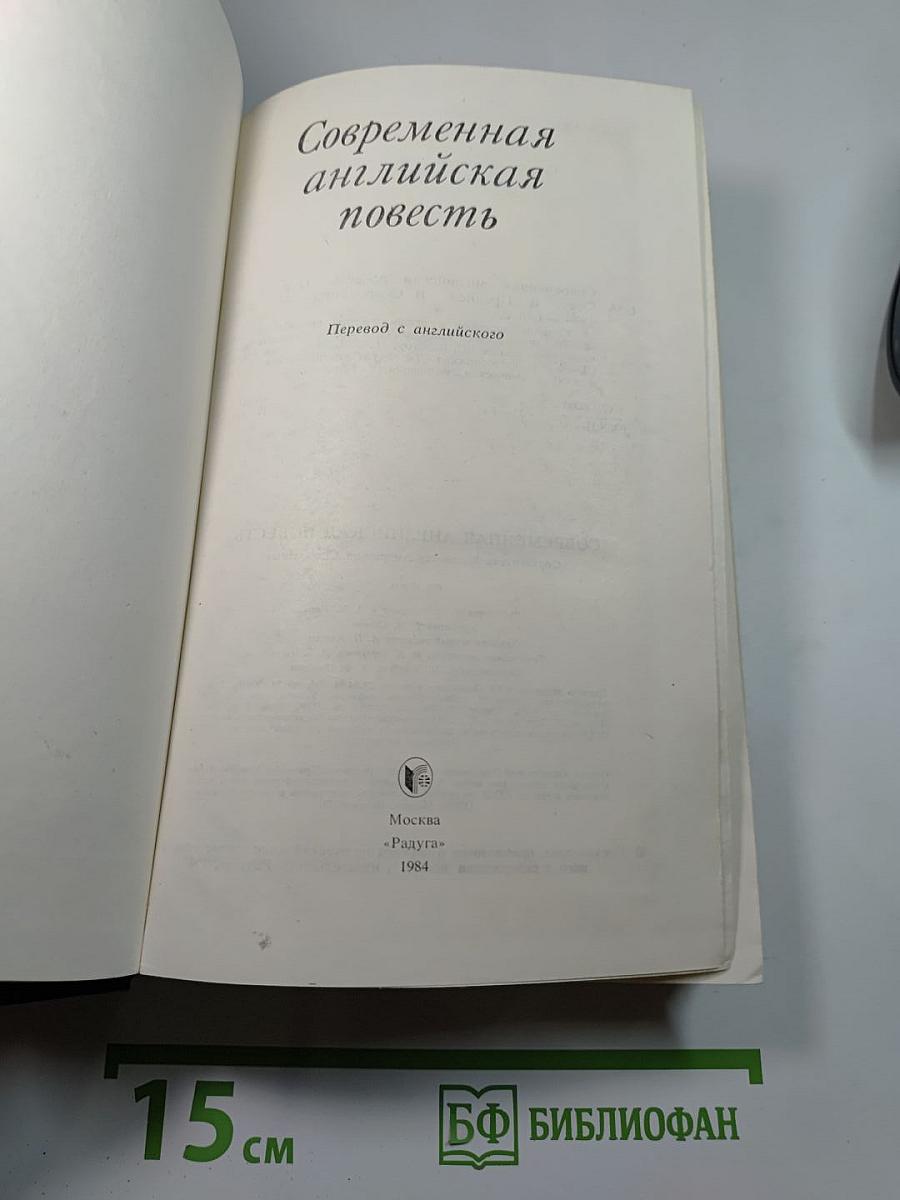 Современная
английская
повесть
Перевод с английского
Москва
«Радуга»
1984
15 см
БФ БИБЛИОФАН